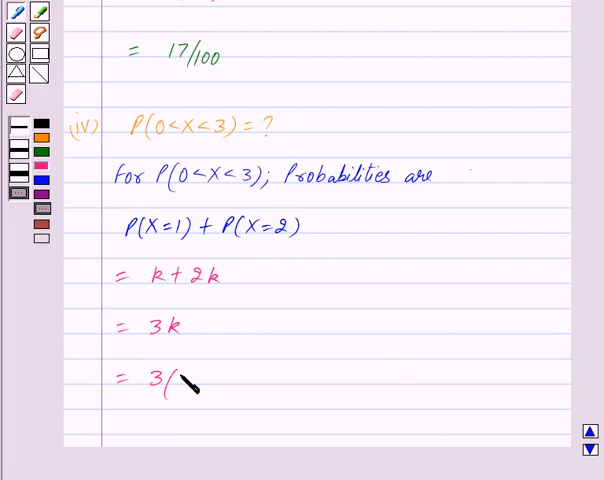 = 17/100
(iv) P(0<X<3) = ?
For P(0<X<3); Probabilities are
P(X=1) + P(X=2)
= k + 2k
= 3k
= 3(